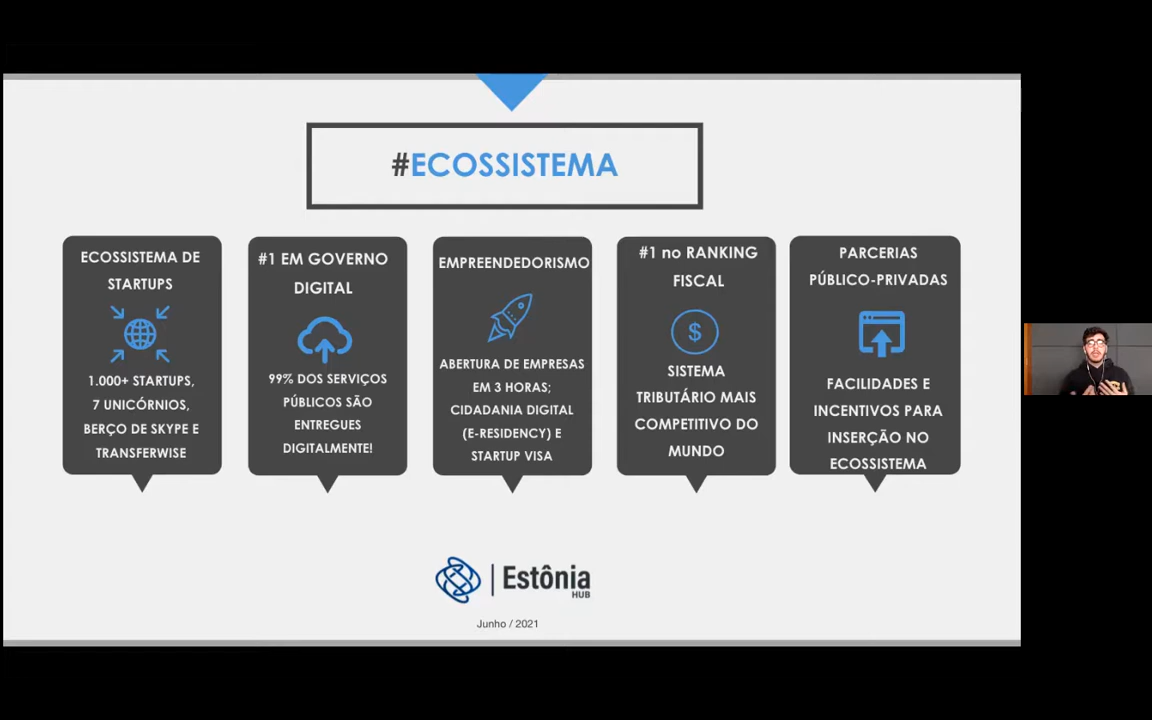 #ECOSSISTEMA
ECOSSISTEMA DE
STARTUPS
1.000+ STARTUPS,
7 UNICÓRNIOS,
BERÇO DE SKYPE E
TRANSFERWISE
#1 EM GOVERNO
DIGITAL
99% DOS SERVIÇOS
PÚBLICOS SÃO
ENTREGUES
DIGITALMENTE!
EMPREENDEDORISMO
ABERTURA DE EMPRESAS
EM 3 HORAS;
CIDADANIA DIGITAL
(E-RESIDENCY) E
STARTUP VISA
#1 no RANKING
FISCAL
$
SISTEMA
TRIBUTÁRIO MAIS
COMPETITIVO DO
MUNDO
PARCERIAS
PÚBLICO-PRIVADAS
FACILIDADES E
INCENTIVOS PARA
INSERÇÃO NO
ECOSSISTEMA
Estônia
HUB
Junho / 2021